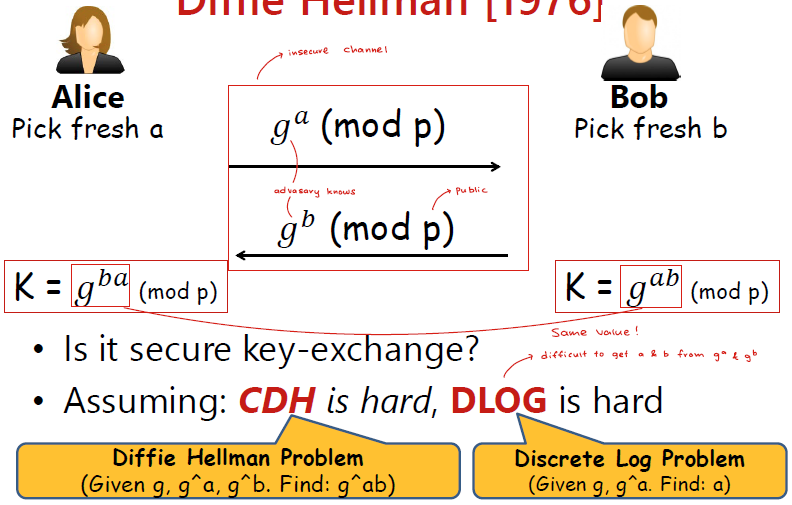 Diffie Hellman [1976]
insecure channel
Alice
Pick fresh a
Bob
Pick fresh b
g^a (mod p)
advasary knows
public
g^b (mod p)
K = g^{ba} (mod p)
K = g^{ab} (mod p)
Same value!
• Is it secure key-exchange?
difficult to get a & b from g^a & g^b
• Assuming: CDH is hard, DLOG is hard
Diffie Hellman Problem
(Given g, g^a, g^b. Find: g^ab)
Discrete Log Problem
(Given g, g^a. Find: a)